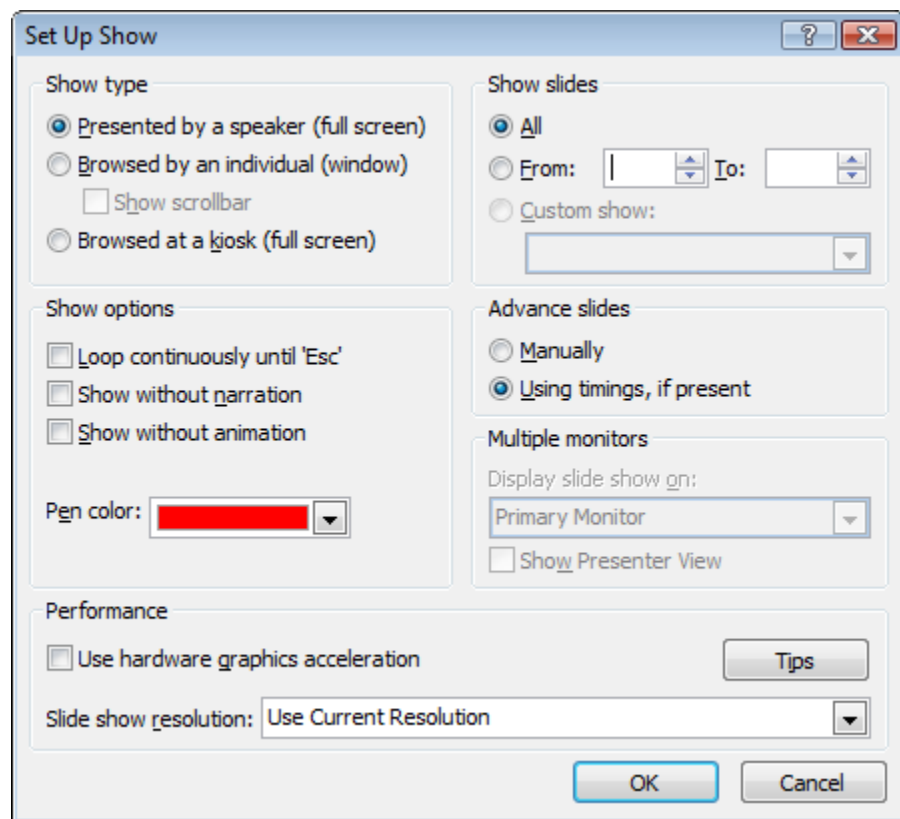 Set Up Show
Show type
Presented by a speaker (full screen)
Browsed by an individual (window)
Show scrollbar
Browsed at a kiosk (full screen)
Show slides
All
From: To:
Custom show:
Show options
Loop continuously until 'Esc'
Show without narration
Show without animation
Pen color:
Advance slides
Manually
Using timings, if present
Multiple monitors
Display slide show on:
Primary Monitor
Show Presenter View
Performance
Use hardware graphics acceleration
Tips
Slide show resolution: Use Current Resolution
OK Cancel